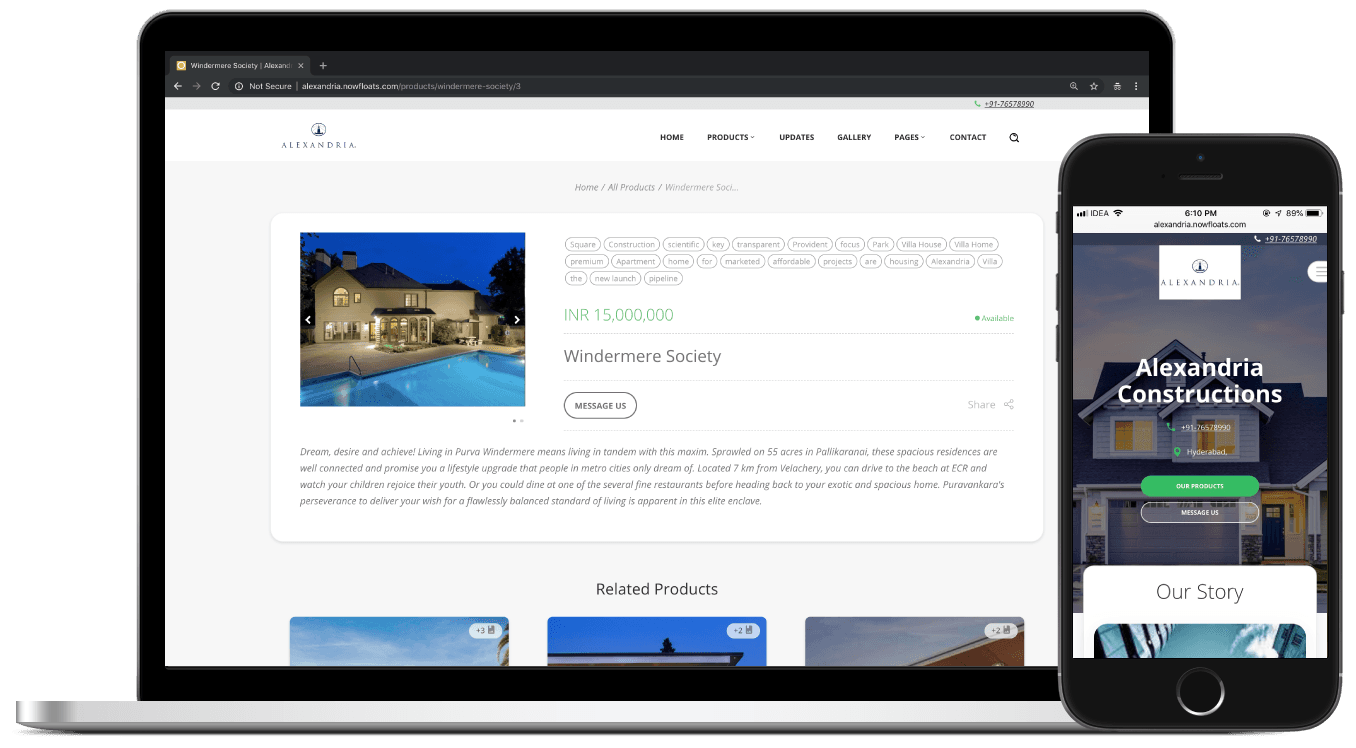 Windermere Society | Alexand
Not Secure | alexandria.nowfloats.com/products/windermere-society/3
+91-76578990
ALEXANDRIA.
HOME PRODUCTS UPDATES GALLERY PAGES CONTACT
Home / All Products / Windermere Soci...
Square Construction scientific key transparent Provident focus Park Villa House Villa Home
premium Apartment home for marketed affordable projects are housing Alexandria Villa
the new launch pipeline
INR 15,000,000
Available
Windermere Society
MESSAGE US
Share
Dream, desire and achieve! Living in Purva Windermere means living in tandem with this maxim. Sprawled on 55 acres in Pallikaranai, these spacious residences are
well connected and promise you a lifestyle upgrade that people in metro cities only dream of. Located 7 km from Velachery, you can drive to the beach at ECR and
watch your children rejoice their youth. Or you could dine at one of the several fine restaurants before heading back to your exotic and spacious home. Puravankara's
perseverance to deliver your wish for a flawlessly balanced standard of living is apparent in this elite enclave.
Related Products
+3
+2
+2
IDEA 6:10 PM 89%
alexandria.nowfloats.com
+91-76578990
ALEXANDRIA.
Alexandria
Constructions
+91-76578990
Hyderabad,
OUR PRODUCTS
MESSAGE US
Our Story